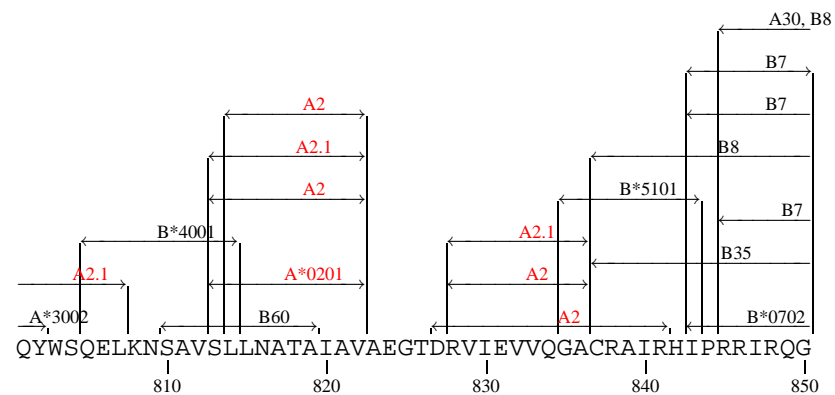 A30, B8
B7
A2 B7
A2.1 B8
A2 B*5101
B7
B*4001 A2.1
B35
A2.1 A*0201 A2
A*3002 B60 A2 B*0702
QYWSQELKNSAVSLLNATAIAVAEGTDRVIEVVQGACRAIRHIPRRIRQG
810 820 830 840 850